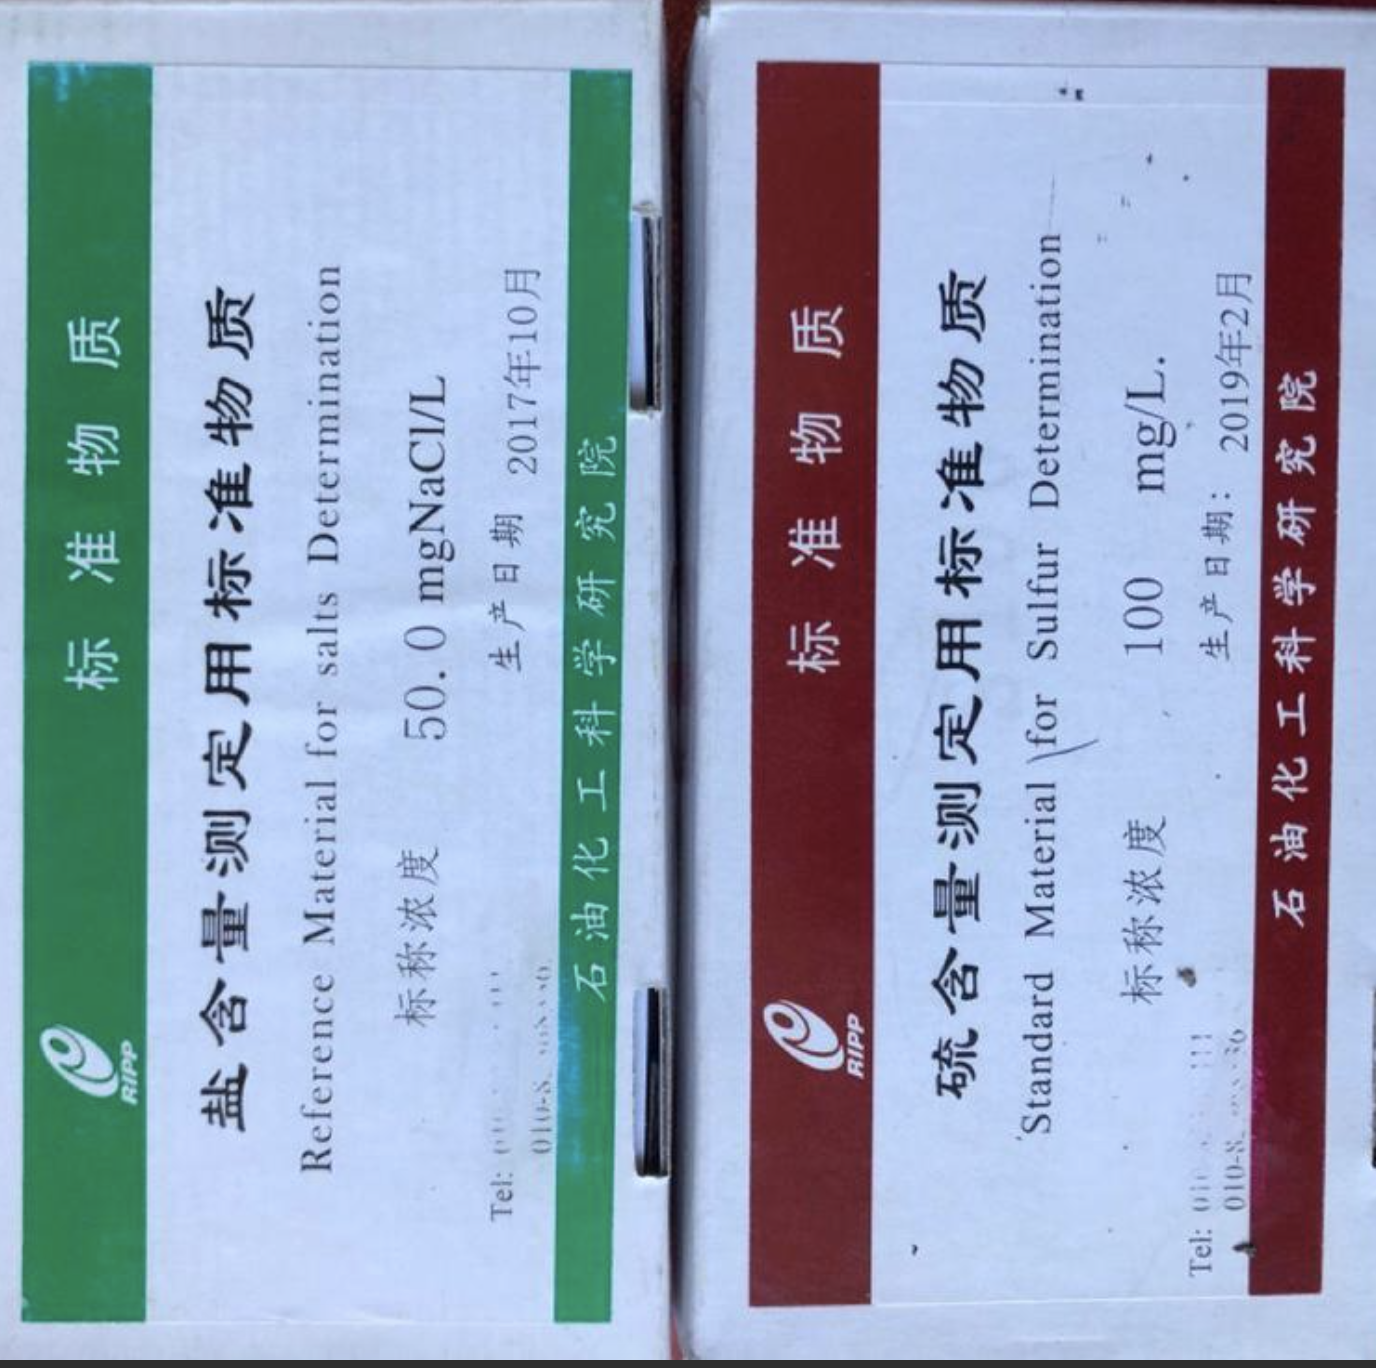 标准物质
RIPP
盐含量测定用标准物质
Reference Material for salts Determination
标称浓度 50.0 mgNaCl/L
生产日期 2017年10月
Tel:
石油化工科学研究院
标准物质
RIPP
硫含量测定用标准物质
Standard Material for Sulfur Determination
标称浓度 100 mg/L.
生产日期: 2019年2月
Tel:
石油化工科学研究院